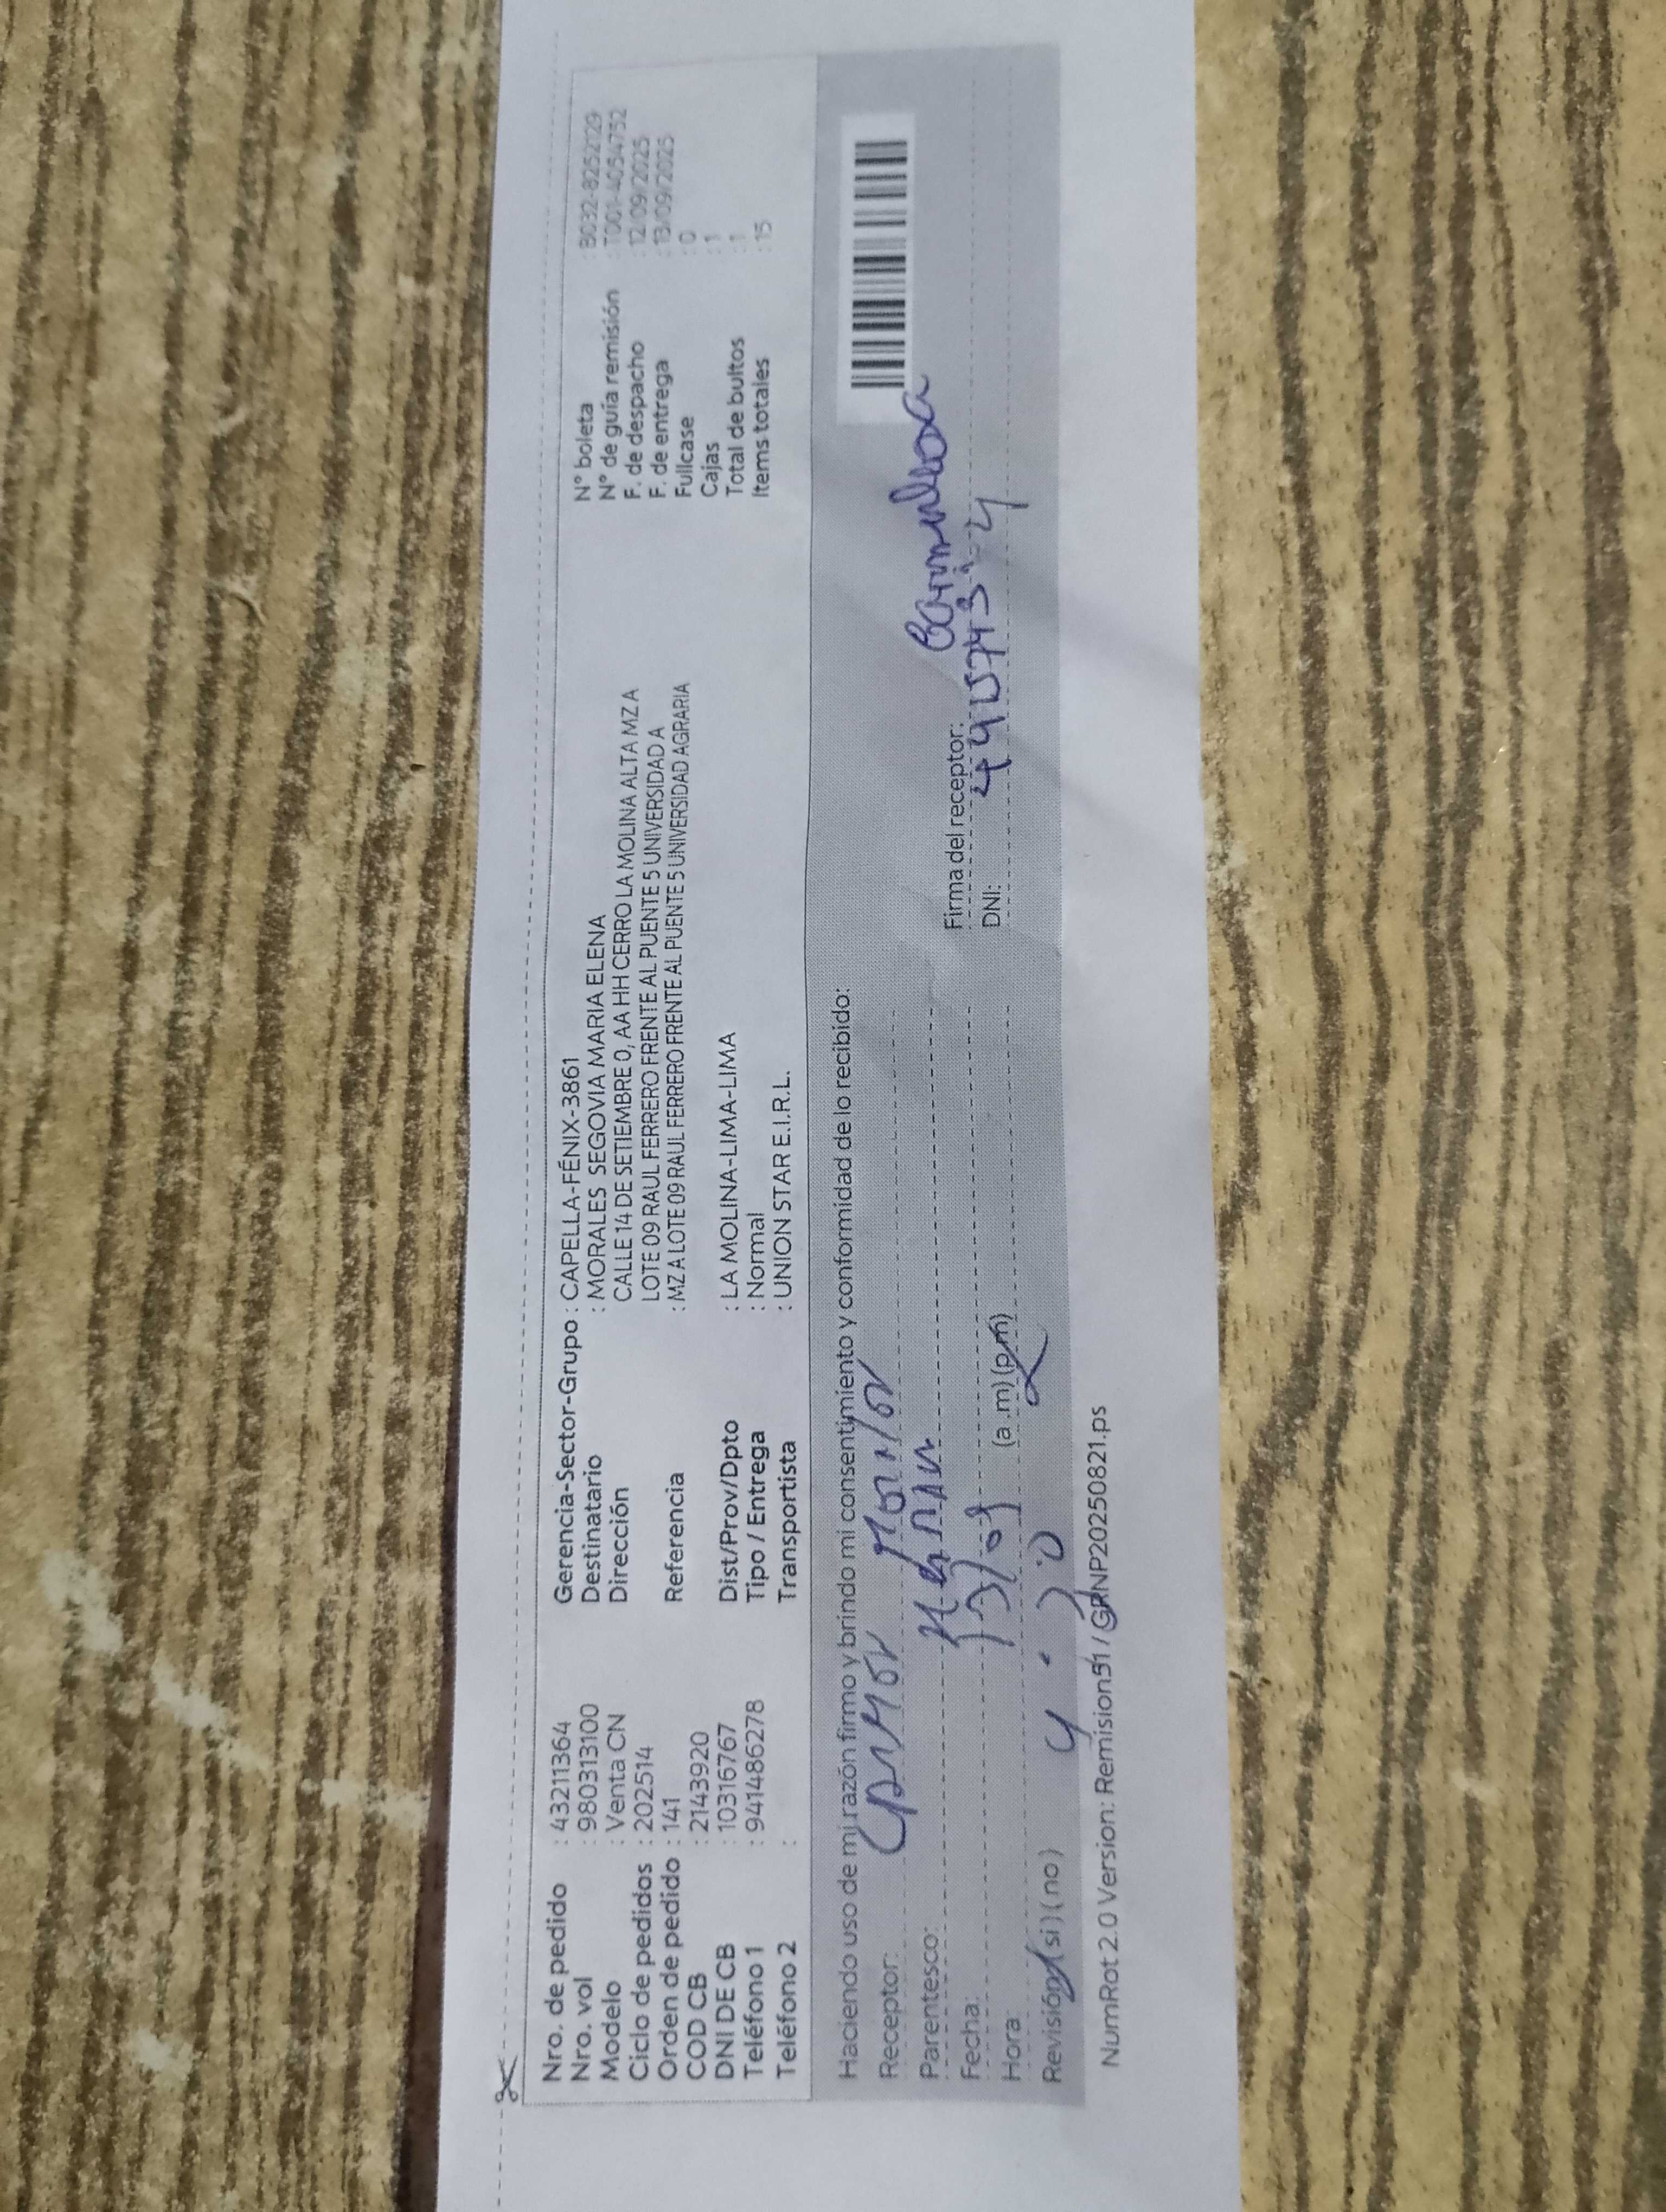 Nro. de pedido : 43211364
Nro. vol : 980313100
Modelo : Venta CN
Ciclo de pedidos : 202514
Orden de pedido : 141
COD CB : 2143920
DNI DE CB : 10316767
Teléfono 1 : 941486278
Teléfono 2 :
Gerencia-Sector-Grupo : CAPELLA-FÉNIX-3861
Destinatario : MORALES SEGOVIA MARIA ELENA
Dirección CALLE 14 DE SETIEMBRE 0, AA HH CERRO LA MOLINA ALTA MZ A
LOTE 09 RAUL FERRERO FRENTE AL PUENTE 5 UNIVERSIDAD A
Referencia : MZ A LOTE 09 RAUL FERRERO FRENTE AL PUENTE 5 UNIVERSIDAD AGRARIA
Dist/Prov/Dpto : LA MOLINA-LIMA-LIMA
Tipo / Entrega : Normal
Transportista : UNION STAR E.I.R.L.
N° boleta : B032-8252129
N° de guía remisión : T001-4054752
F. de despacho : 12/09/2025
F. de entrega : 13/09/2025
Fullcase : 0
Cajas : 1
Total de bultos : 1
Items totales : 15
Haciendo uso de mi razón firmo y brindo mi consentimiento y conformidad de lo recibido:
Receptor:
Parentesco:
Fecha: 13/09
Hora: (a.m) (p.m)
Revisión (si) (no)
Firma del receptor:
DNI:
NumRot 2.0 Version: Remision51 / GRNP20250821.ps